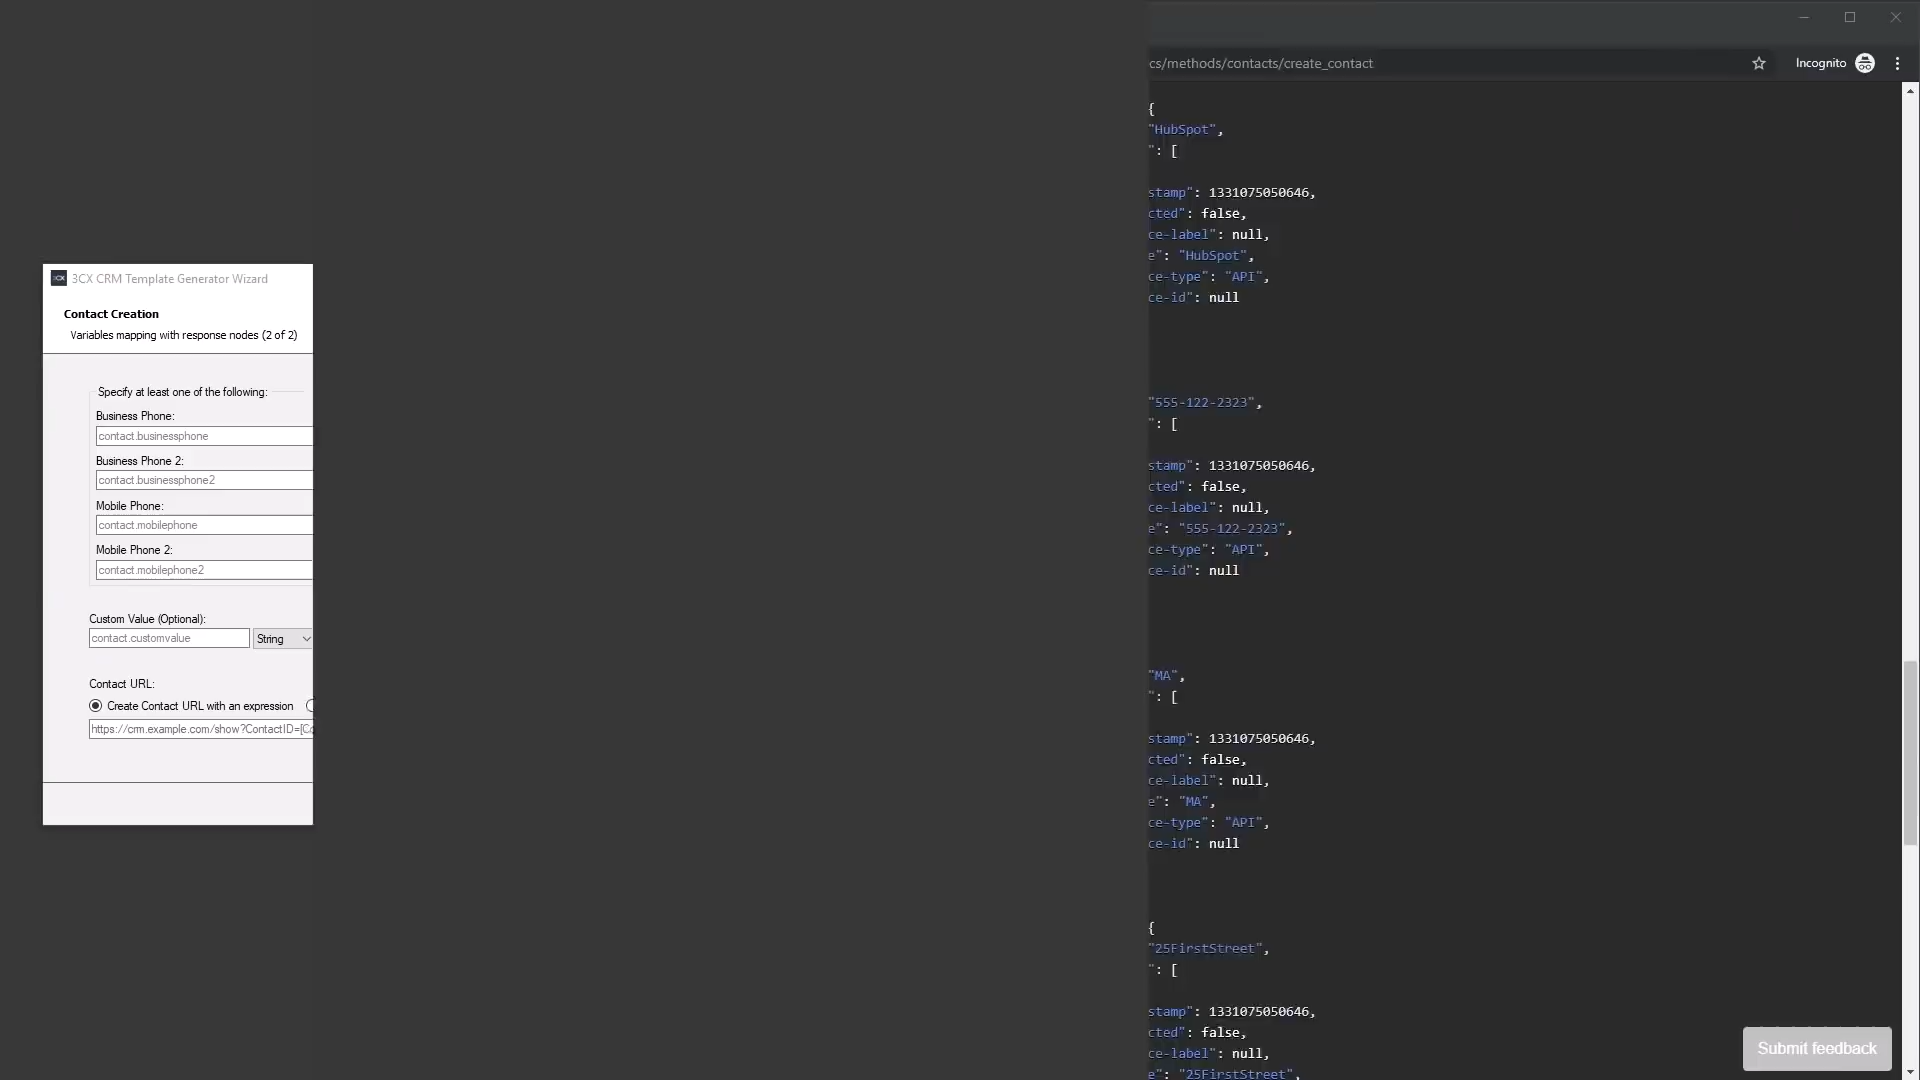 3CX CRM Template Generator Wizard
Contact Creation
Variables mapping with response nodes (2 of 2)
Specify at least one of the following:
Business Phone:
contact.businessphone
Business Phone 2:
contact.businessphone2
Mobile Phone:
contact.mobilephone
Mobile Phone 2:
contact.mobilephone2
Custom Value (Optional):
contact.customvalue String
Contact URL:
Create Contact URL with an expression
https://crm.example.com/show?ContactID=[Co
cs/methods/contacts/create_contact
Incognito
{
"HubSpot",
": [
stamp": 1331075050646,
cted": false,
ce-label": null,
e": "HubSpot",
ce-type": "API",
ce-id": null
"555-122-2323",
": [
stamp": 1331075050646,
cted": false,
ce-label": null,
e": "555-122-2323",
ce-type": "API",
ce-id": null
"MA",
": [
stamp": 1331075050646,
cted": false,
ce-label": null,
e": "MA",
ce-type": "API",
ce-id": null
{
"25FirstStreet",
": [
stamp": 1331075050646,
cted": false,
ce-label": null,
e": "25FirstStreet",
Submit feedback